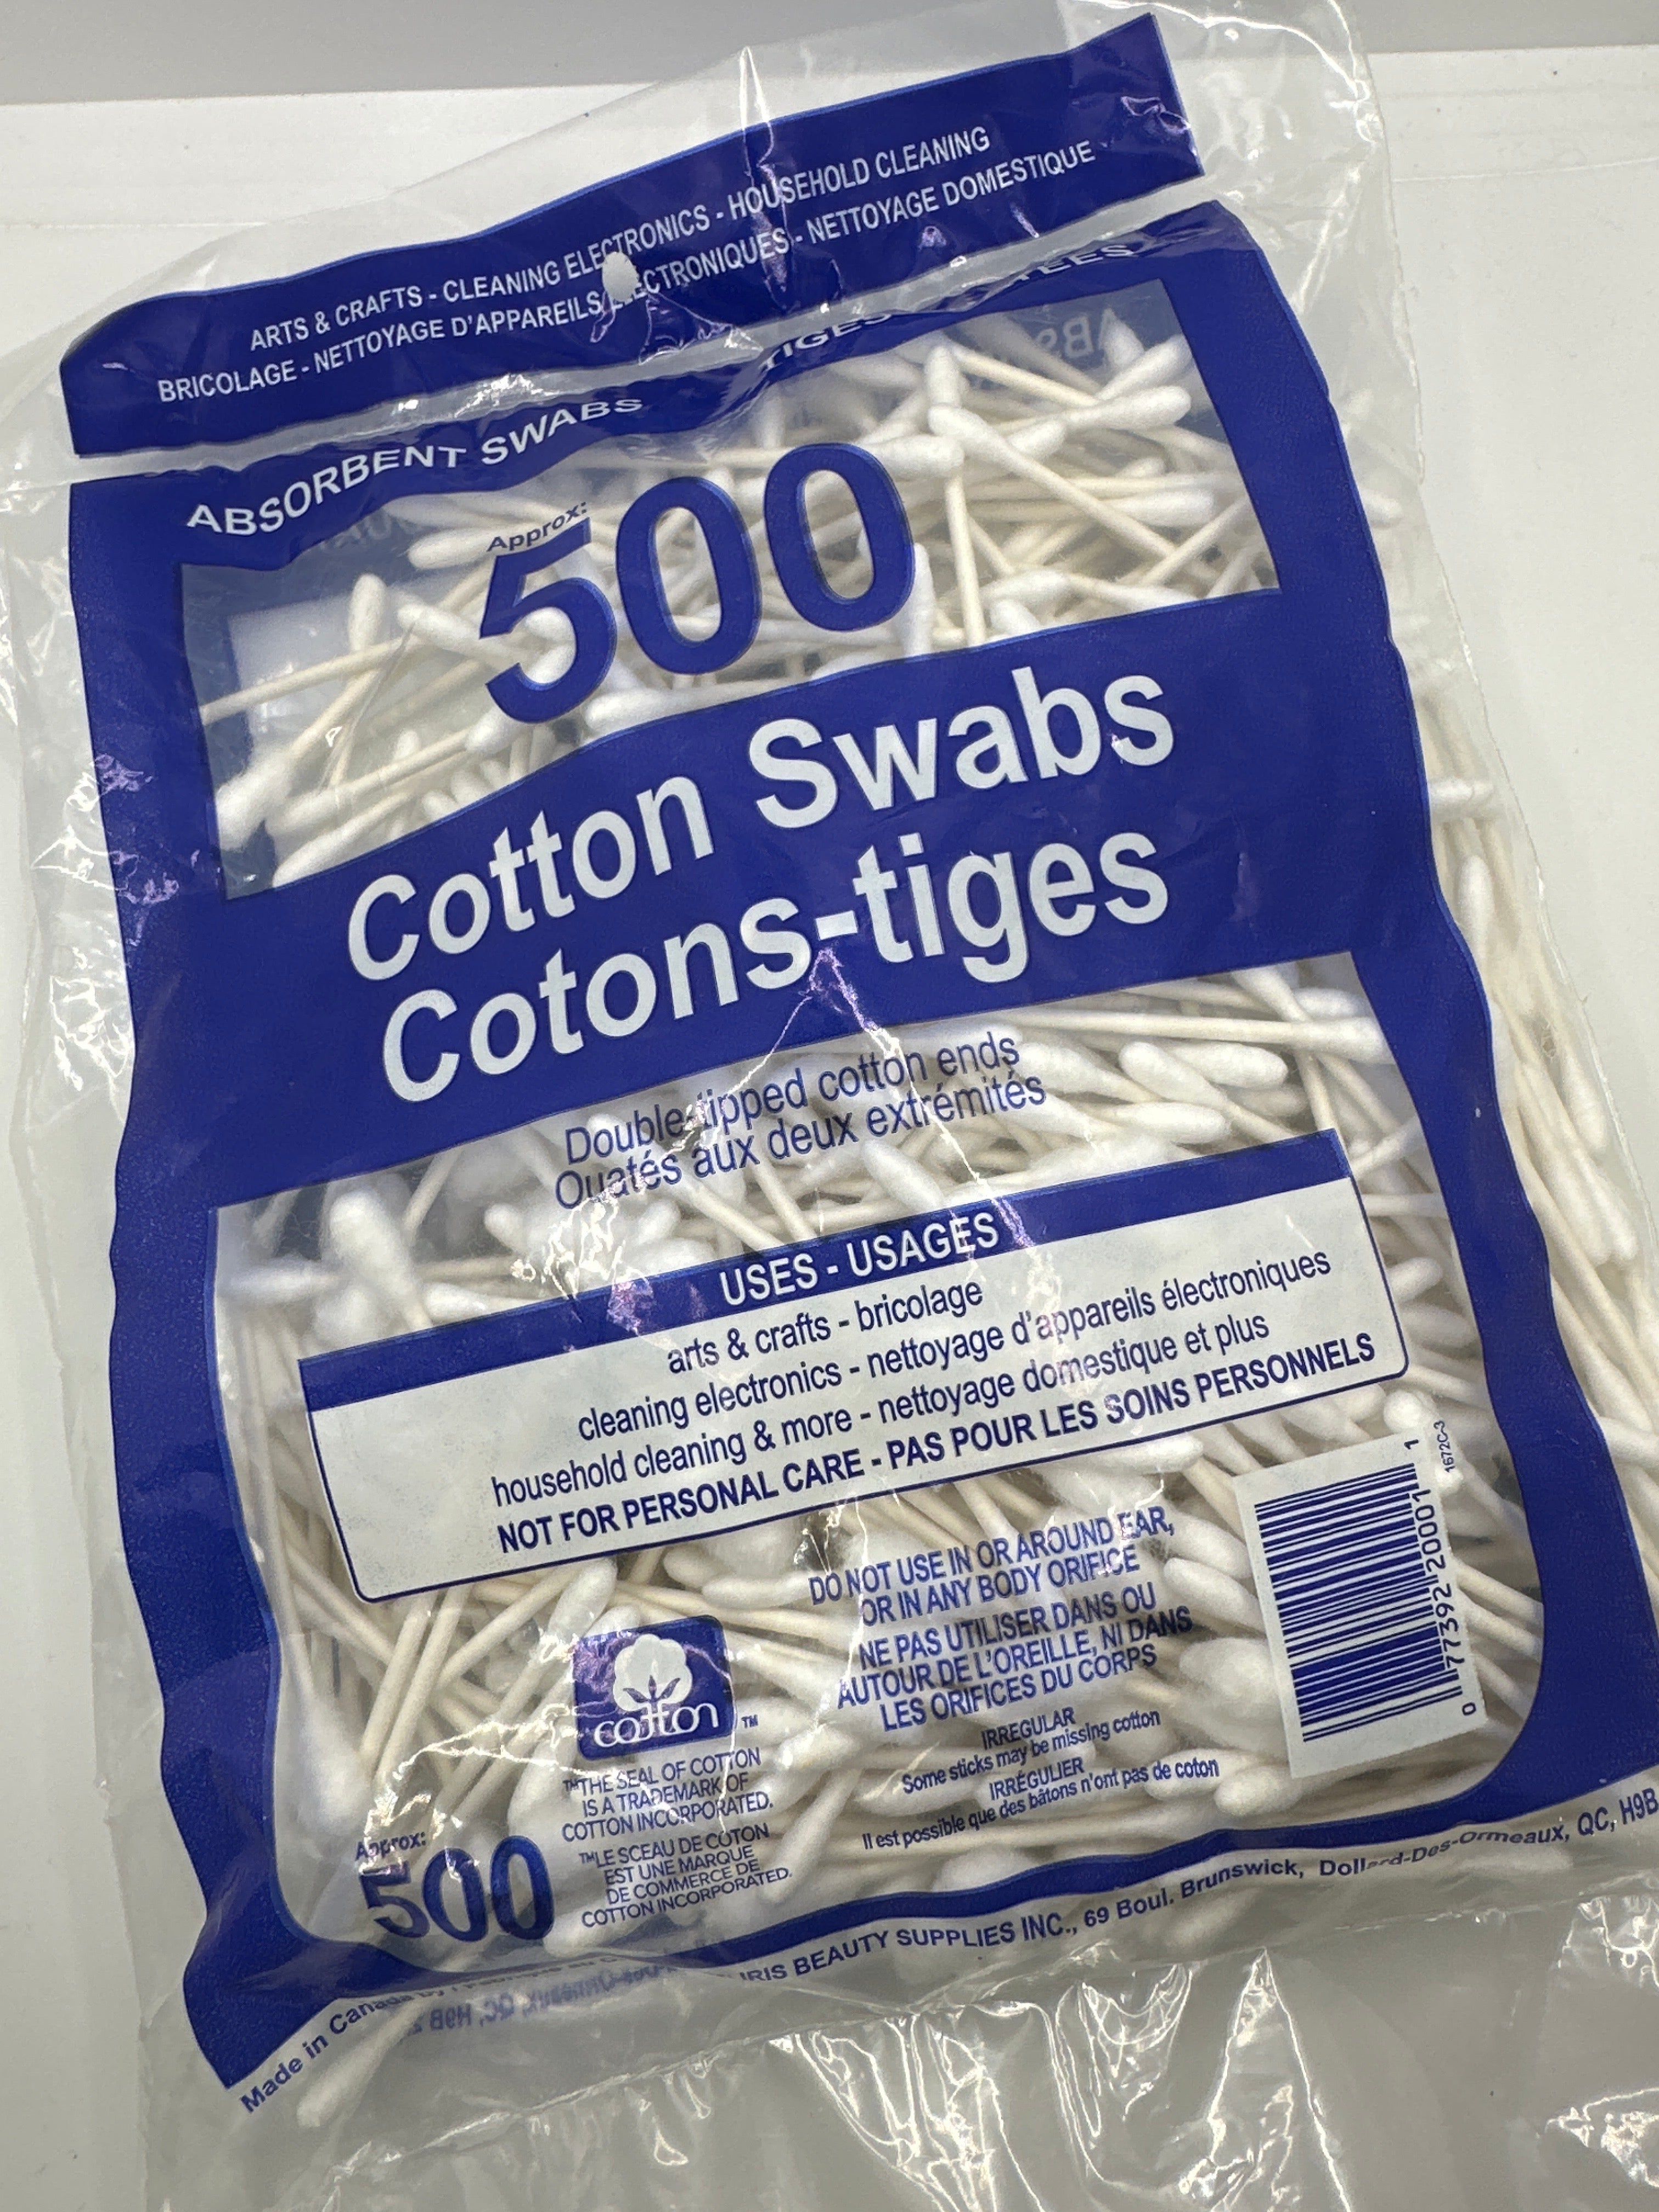 ARTS & CRAFTS - CLEANING ELECTRONICS - HOUSEHOLD CLEANING
BRICOLAGE - NETTOYAGE D'APPAREILS ÉLECTRONIQUES - NETTOYAGE DOMESTIQUE
ABSORBENT SWABS TIGES
Approx:
500
Cotton Swabs
Cotons-tiges
Double-tipped cotton ends
Ouatés aux deux extrémités
USES - USAGES
arts & crafts - bricolage
cleaning electronics - nettoyage d'appareils électroniques
household cleaning & more - nettoyage domestique et plus
NOT FOR PERSONAL CARE - PAS POUR LES SOINS PERSONNELS
DO NOT USE IN OR AROUND EAR,
OR IN ANY BODY ORIFICE
NE PAS UTILISER DANS OU
AUTOUR DE L'OREILLE, NI DANS
LES ORIFICES DU CORPS
IRREGULAR
Some sticks may be missing cotton
IRRÉGULIER
Il est possible que des bâtons n'ont pas de coton
1672C-3
0 77392 20001 1
cotton TM
TMTHE SEAL OF COTTON
IS A TRADEMARK OF
COTTON INCORPORATED.
TMLE SCEAU DE COTON
EST UNE MARQUE
DE COMMERCE DE
COTTON INCORPORATED.
Approx:
500
Made in Canada by IRIS BEAUTY SUPPLIES INC., 69 Boul. Brunswick, Dollard-Des-Ormeaux, QC, H9B